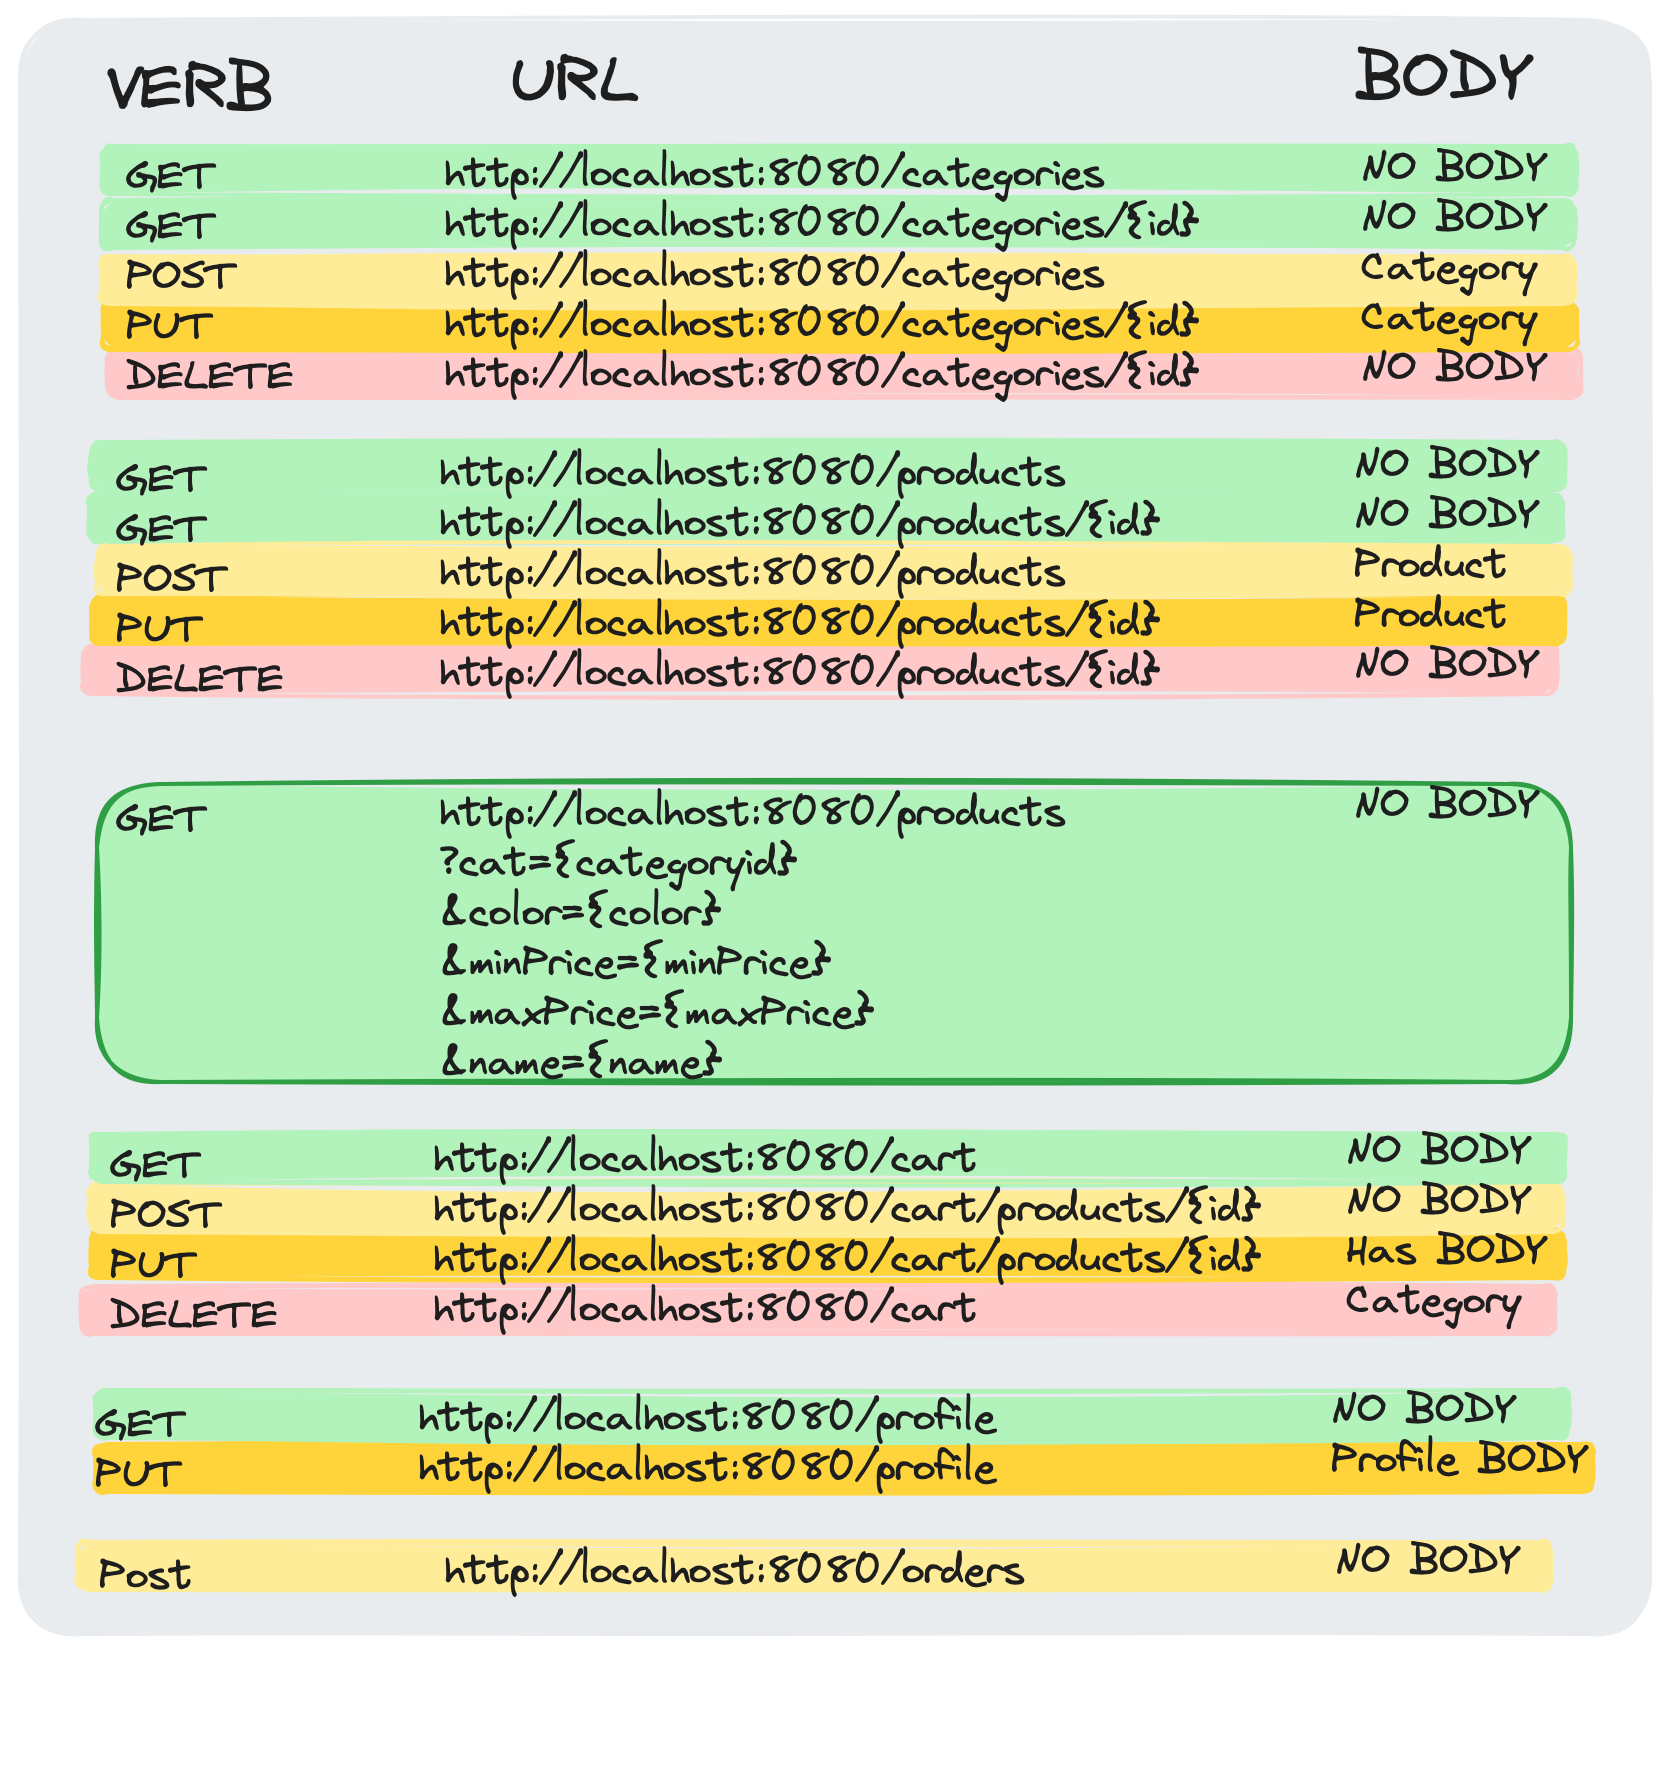 VERB URL BODY
GET http://localhost:8080/categories NO BODY
GET http://localhost:8080/categories/{id} NO BODY
POST http://localhost:8080/categories Category
PUT http://localhost:8080/categories/{id} Category
DELETE http://localhost:8080/categories/{id} NO BODY
GET http://localhost:8080/products NO BODY
GET http://localhost:8080/products/{id} NO BODY
POST http://localhost:8080/products Product
PUT http://localhost:8080/products/{id} Product
DELETE http://localhost:8080/products/{id} NO BODY
GET http://localhost:8080/products NO BODY
?cat={categoryid}
&color={color}
&minPrice={minPrice}
&maxPrice={maxPrice}
&name={name}
GET http://localhost:8080/cart NO BODY
POST http://localhost:8080/cart/products/{id} NO BODY
PUT http://localhost:8080/cart/products/{id} Has BODY
DELETE http://localhost:8080/cart Category
GET http://localhost:8080/profile NO BODY
PUT http://localhost:8080/profile Profile BODY
Post http://localhost:8080/orders NO BODY